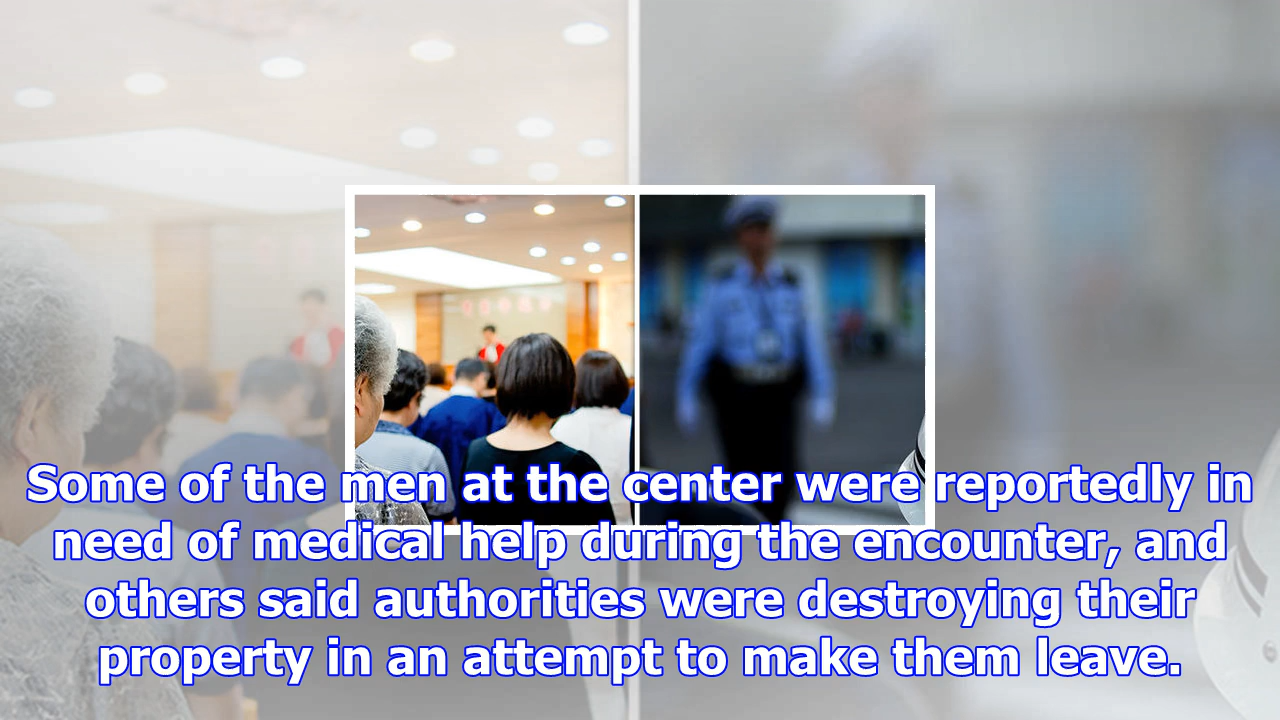 Some of the men at the center were reportedly in
need of medical help during the encounter, and
others said authorities were destroying their
property in an attempt to make them leave.